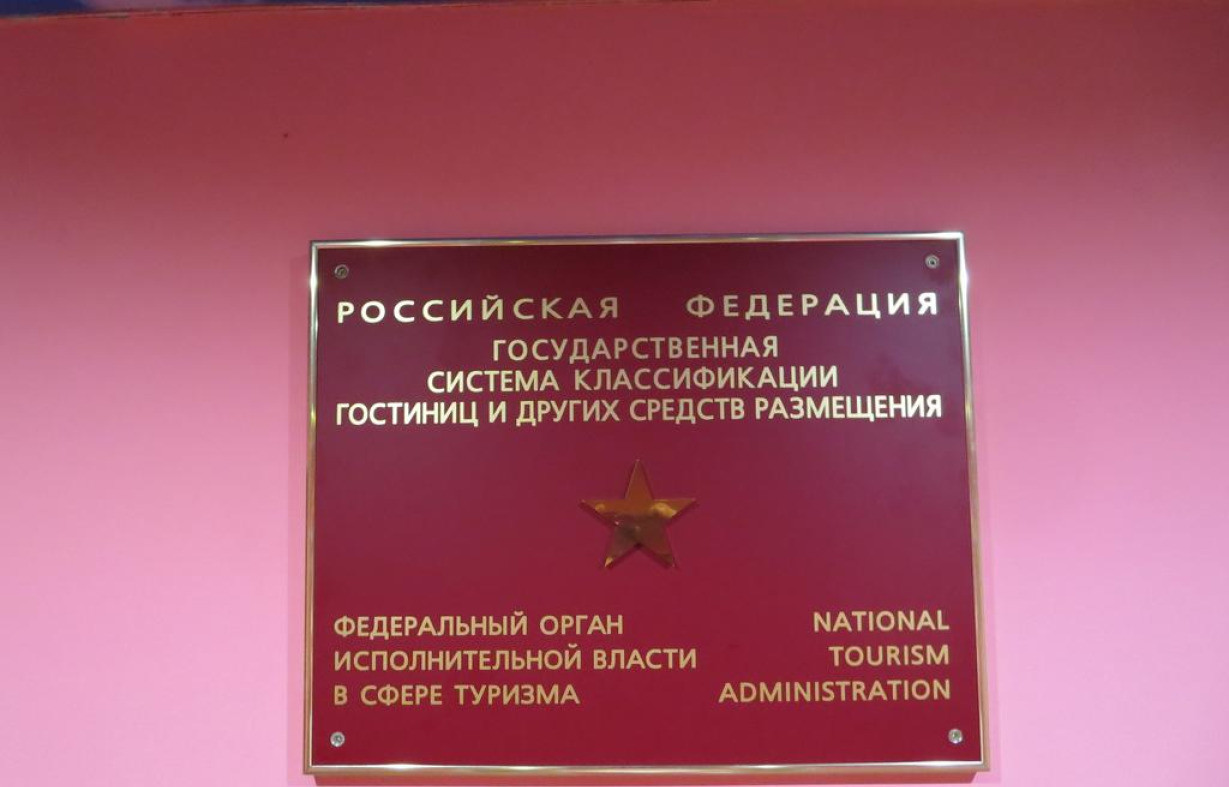 РОССИЙСКАЯ ФЕДЕРАЦИЯ
ГОСУДАРСТВЕННАЯ
СИСТЕМА КЛАССИФИКАЦИИ
ГОСТИНИЦ И ДРУГИХ СРЕДСТВ РАЗМЕЩЕНИЯ
ФЕДЕРАЛЬНЫЙ ОРГАН
ИСПОЛНИТЕЛЬНОЙ ВЛАСТИ
В СФЕРЕ ТУРИЗМА
NATIONAL
TOURISM
ADMINISTRATION